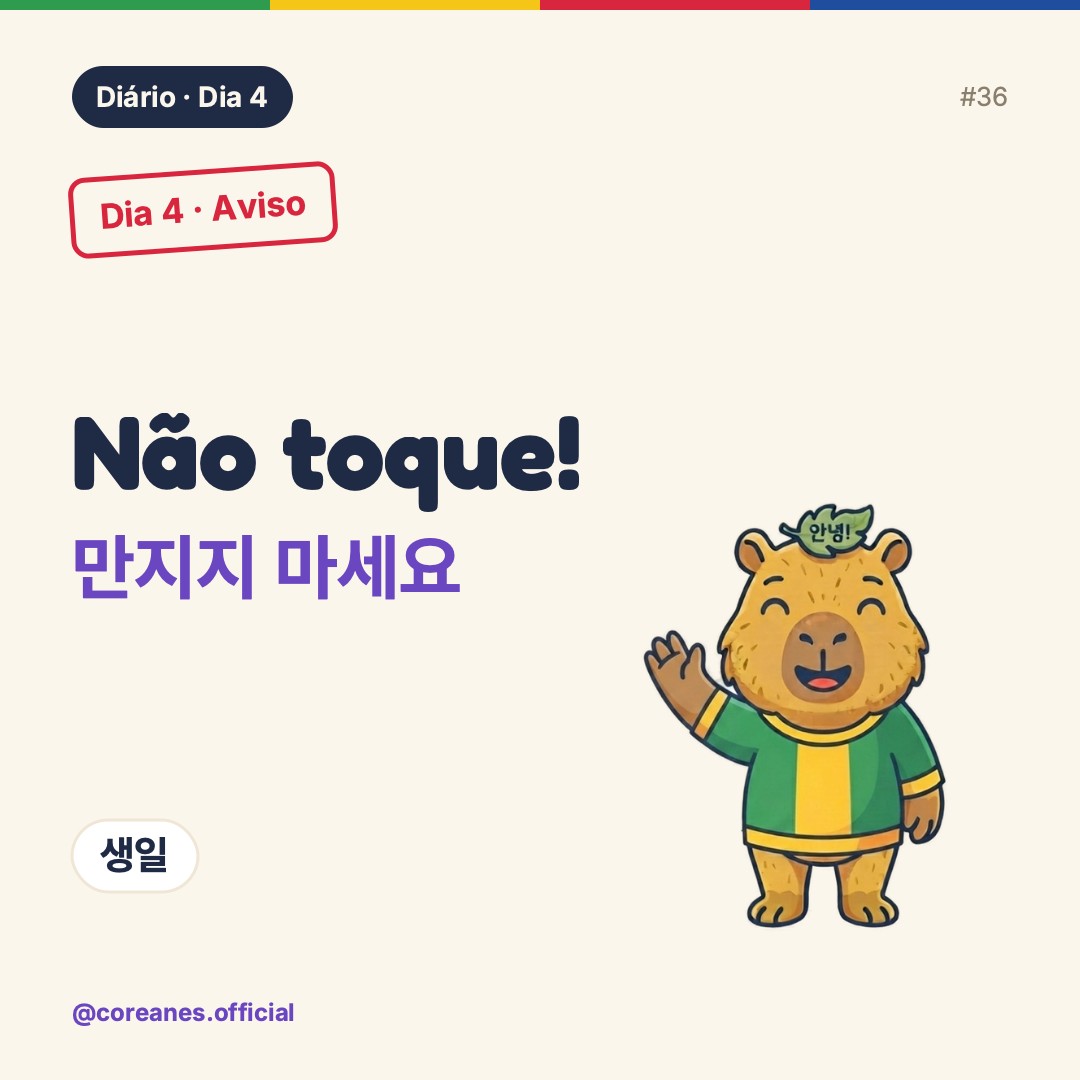 Diário · Dia 4
#36
Dia 4 · Aviso
Não toque!
만지지 마세요
안녕!
생일
@coreanes.official